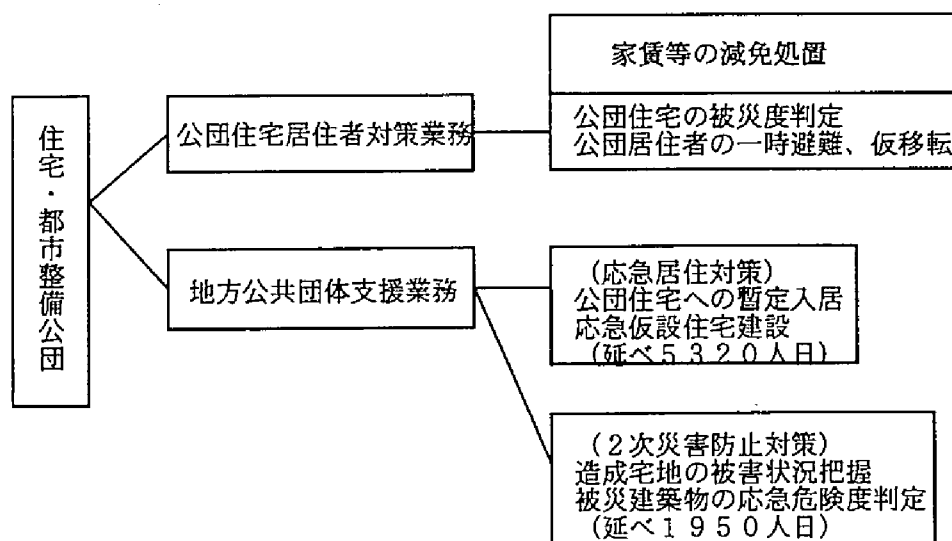 住宅・都市整備公団
公団住宅居住者対策業務
家賃等の減免処置
公団住宅の被災度判定
公団居住者の一時避難、仮移転
地方公共団体支援業務
(応急居住対策)
公団住宅への暫定入居
応急仮設住宅建設
(延べ5320人日)
(2次災害防止対策)
造成宅地の被害状況把握
被災建築物の応急危険度判定
(延べ1950人日)